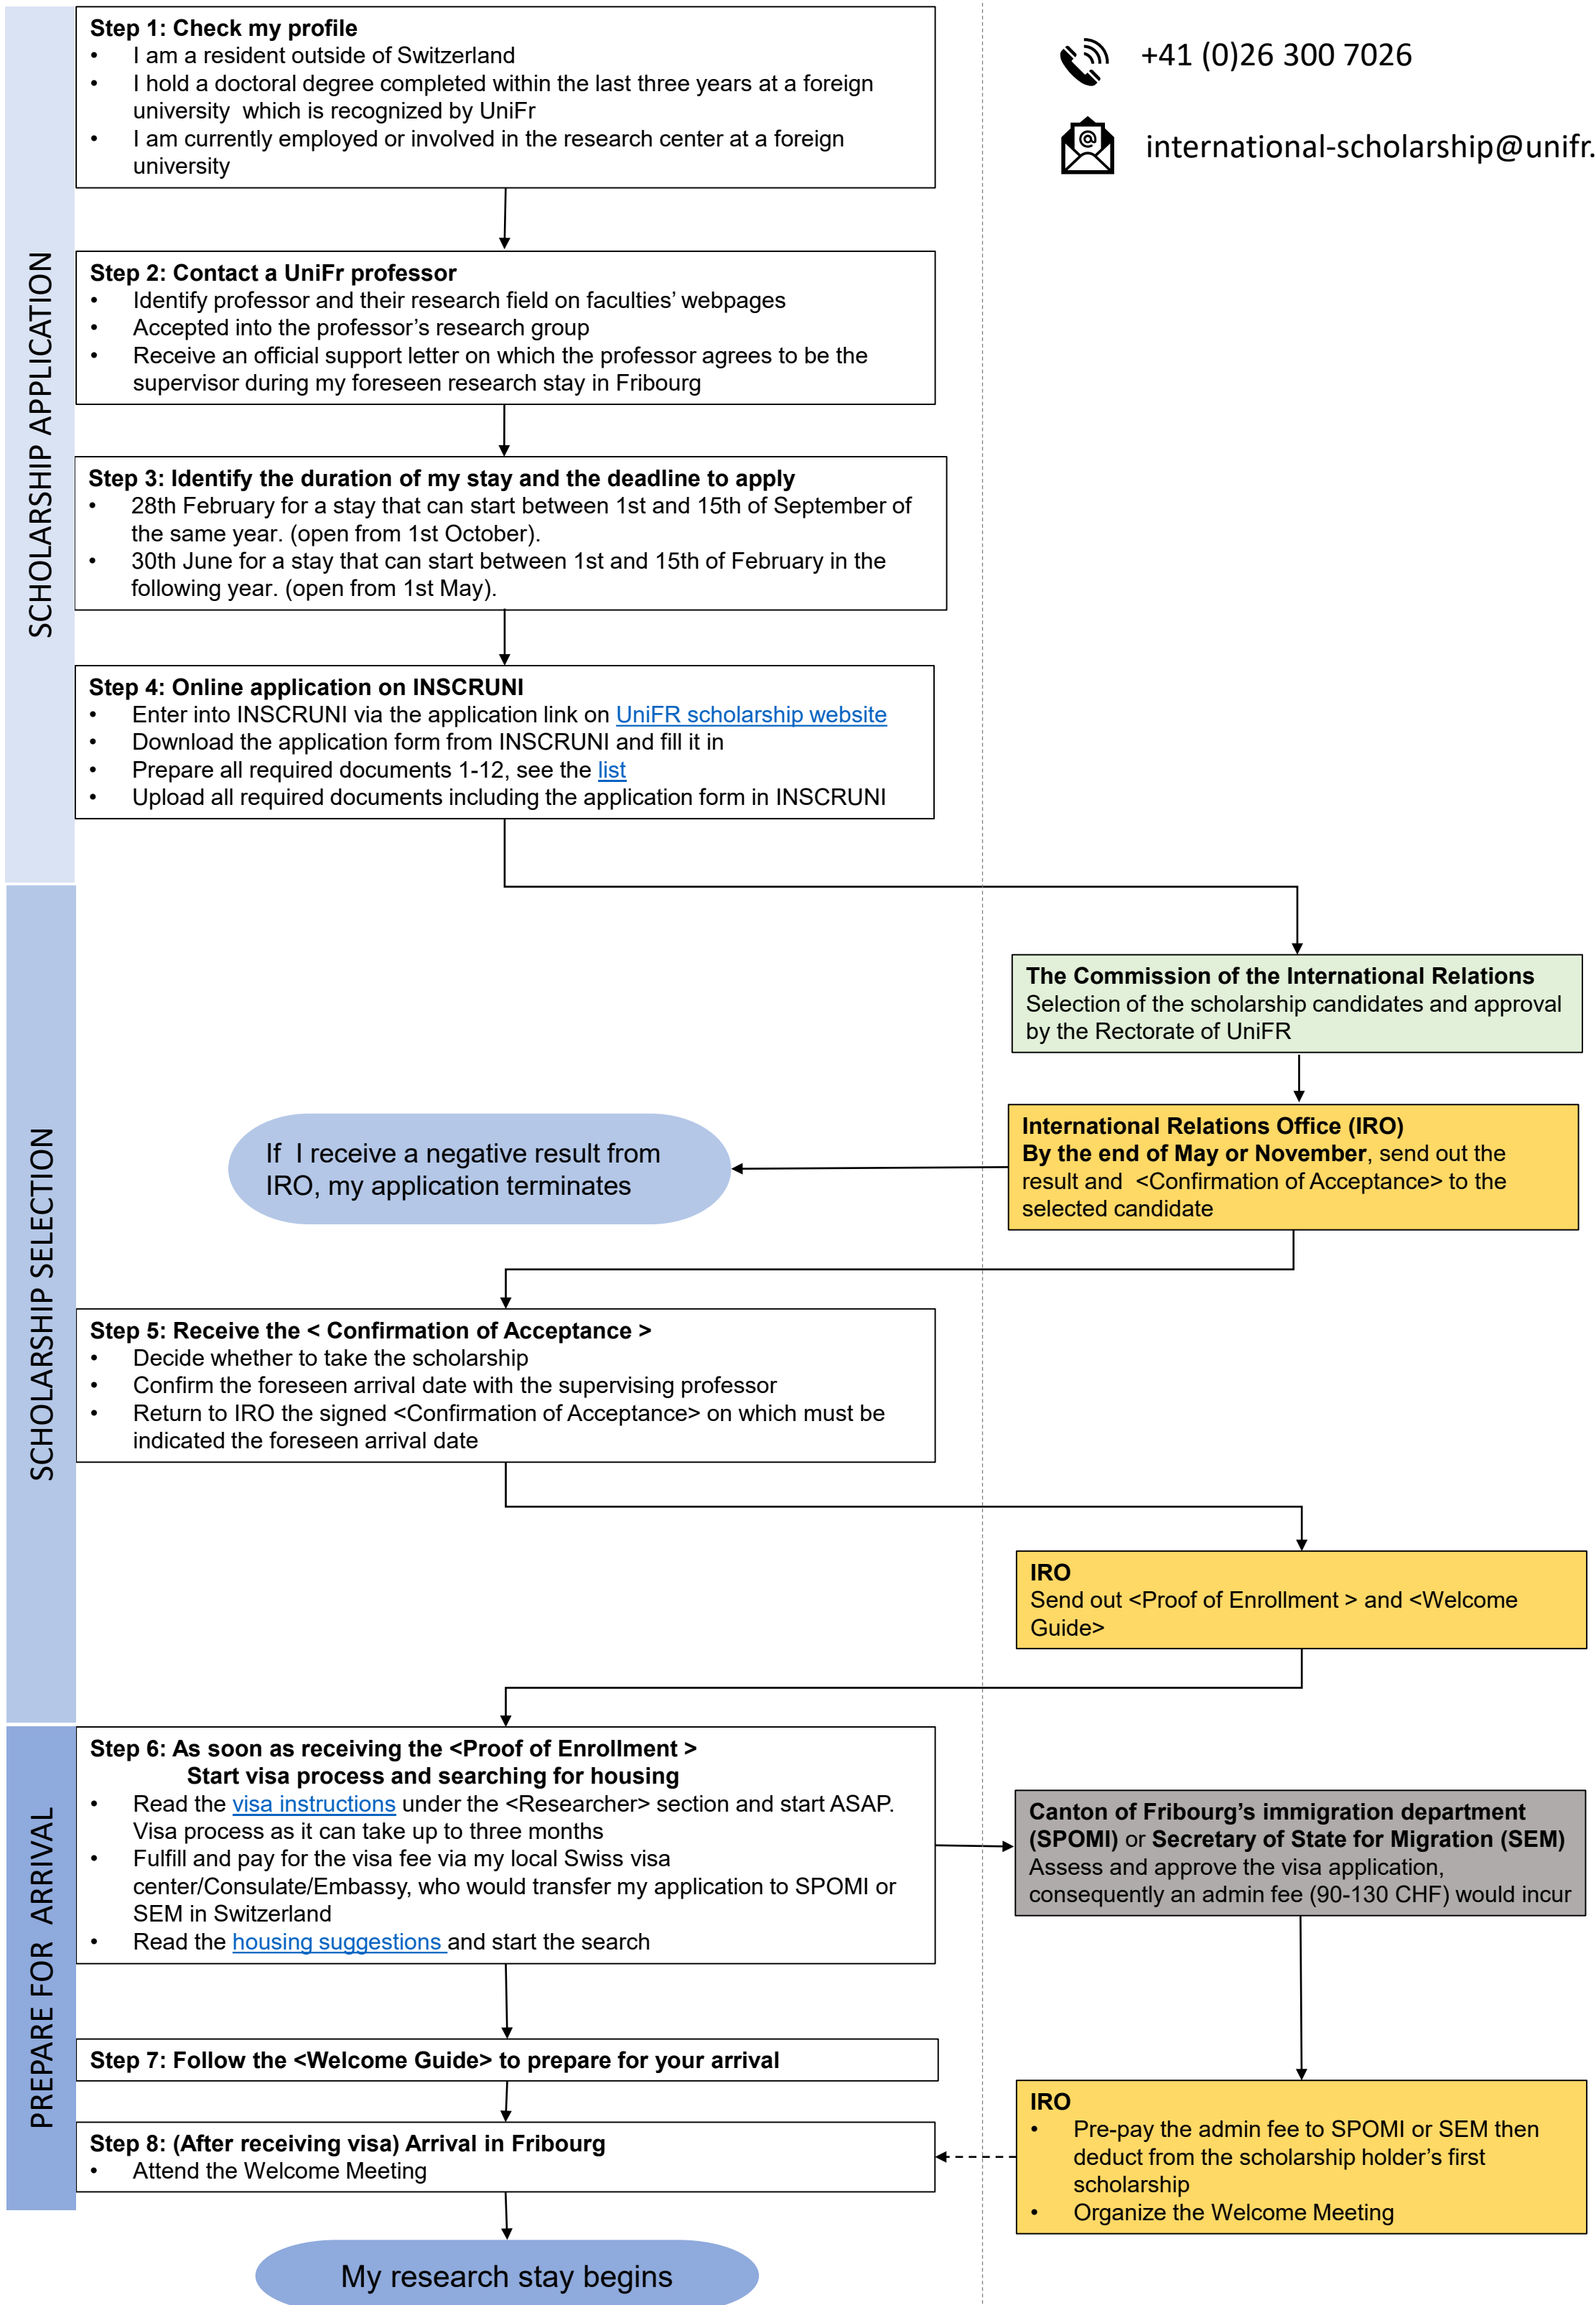 Step 1: Check my profile
• I am a resident outside of Switzerland
• I hold a doctoral degree completed within the last three years at a foreign
university which is recognized by UniFr
• I am currently employed or involved in the research center at a foreign
university
+41 (0)26 300 7026
international-scholarship@unifr.
SCHOLARSHIP APPLICATION
Step 2: Contact a UniFr professor
• Identify professor and their research field on faculties' webpages
• Accepted into the professor's research group
• Receive an official support letter on which the professor agrees to be the
supervisor during my foreseen research stay in Fribourg
Step 3: Identify the duration of my stay and the deadline to apply
• 28th February for a stay that can start between 1st and 15th of September of
the same year. (open from 1st October).
• 30th June for a stay that can start between 1st and 15th of February in the
following year. (open from 1st May).
Step 4: Online application on INSCRUNI
• Enter into INSCRUNI via the application link on UniFR scholarship website
• Download the application form from INSCRUNI and fill it in
• Prepare all required documents 1-12, see the list
• Upload all required documents including the application form in INSCRUNI
SCHOLARSHIP SELECTION
The Commission of the International Relations
Selection of the scholarship candidates and approval
by the Rectorate of UniFR
International Relations Office (IRO)
By the end of May or November, send out the
result and <Confirmation of Acceptance> to the
selected candidate
If I receive a negative result from
IRO, my application terminates
Step 5: Receive the < Confirmation of Acceptance >
• Decide whether to take the scholarship
• Confirm the foreseen arrival date with the supervising professor
• Return to IRO the signed <Confirmation of Acceptance> on which must be
indicated the foreseen arrival date
IRO
Send out <Proof of Enrollment > and <Welcome
Guide>
PREPARE FOR ARRIVAL
Step 6: As soon as receiving the <Proof of Enrollment >
Start visa process and searching for housing
• Read the visa instructions under the <Researcher> section and start ASAP.
Visa process as it can take up to three months
• Fulfill and pay for the visa fee via my local Swiss visa
center/Consulate/Embassy, who would transfer my application to SPOMI or
SEM in Switzerland
• Read the housing suggestions and start the search
Canton of Fribourg's immigration department
(SPOMI) or Secretary of State for Migration (SEM)
Assess and approve the visa application,
consequently an admin fee (90-130 CHF) would incur
Step 7: Follow the <Welcome Guide> to prepare for your arrival
Step 8: (After receiving visa) Arrival in Fribourg
• Attend the Welcome Meeting
IRO
• Pre-pay the admin fee to SPOMI or SEM then
deduct from the scholarship holder's first
scholarship
• Organize the Welcome Meeting
My research stay begins